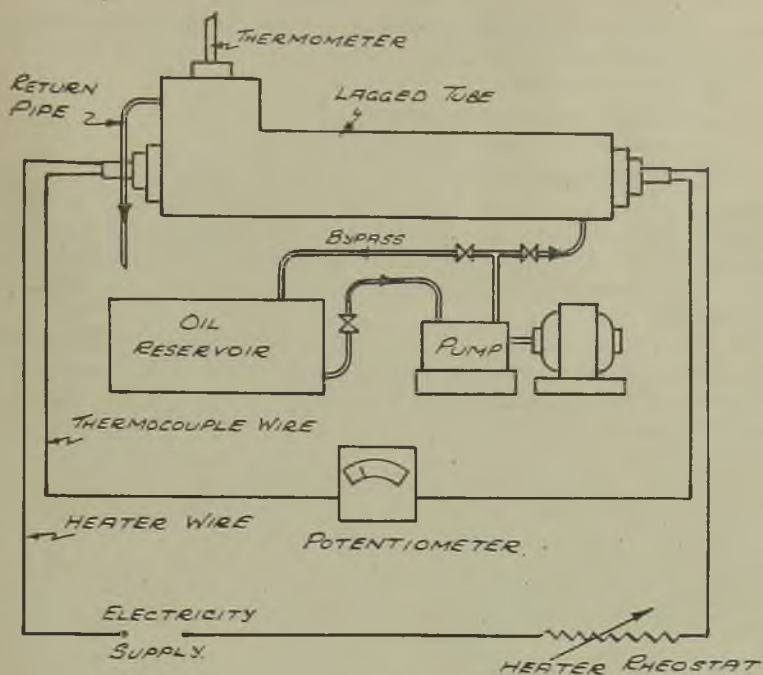 THERMOMETER
RETURN
PIPE
LAGGED TUBE
BYPASS
OIL
RESERVOIR
PUMP
THERMOCOUPLE WIRE
HEATER WIRE
POTENTIOMETER.
ELECTRICITY
SUPPLY.
HEATER RHEOSTAT